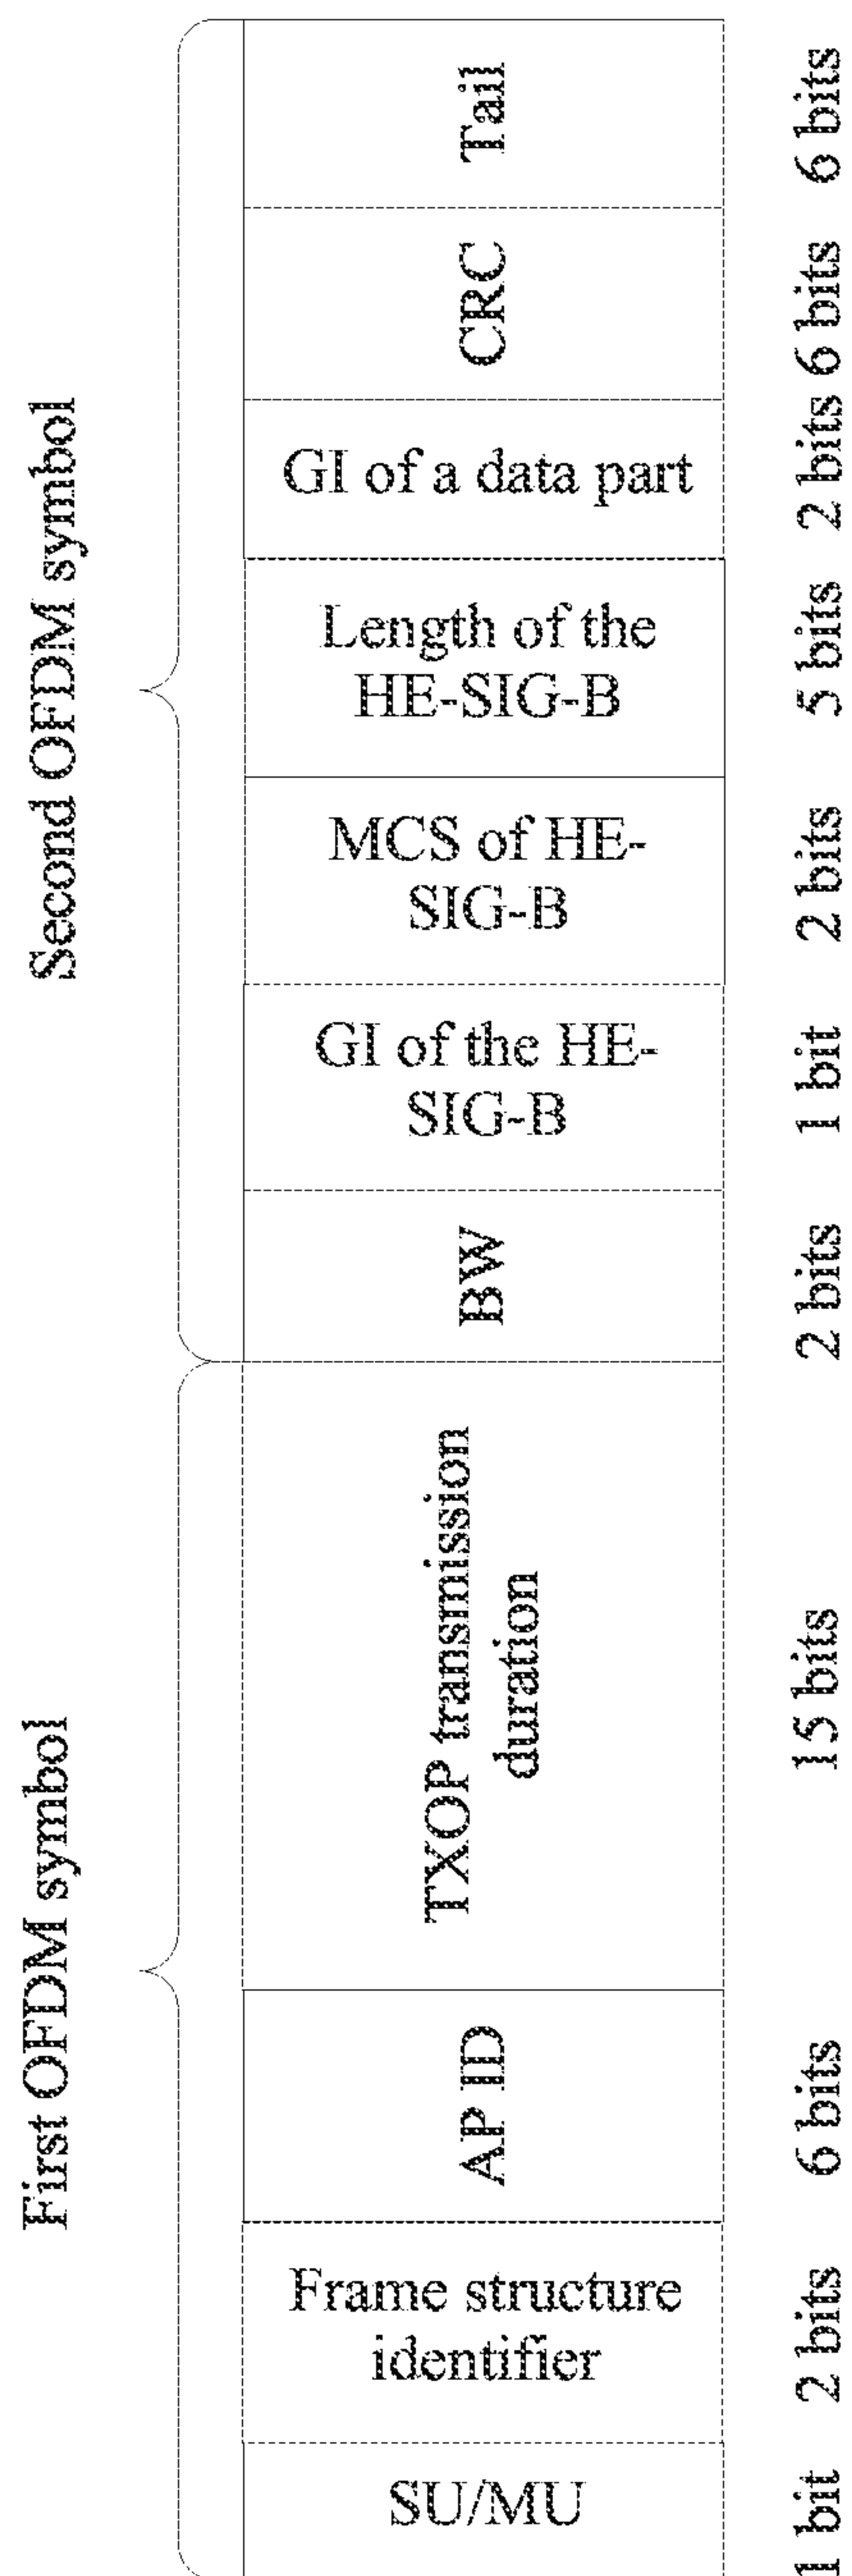 Second OFDM symbol
Tail
6 bits
CRC
6 bits
GI of a data part
2 bits
Length of the
HE-SIG-B
5 bits
MCS of HE-
SIG-B
2 bits
GI of the HE-
SIG-B
1 bit
BW
2 bits
First OFDM symbol
TXOP transmission
duration
15 bits
AP ID
6 bits
Frame structure
identifier
2 bits
SU/MU
1 bit